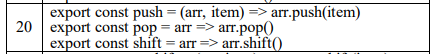 20
export const push = (arr, item) => arr.push(item)
export const pop = arr => arr.pop()
export const shift = arr => arr.shift()